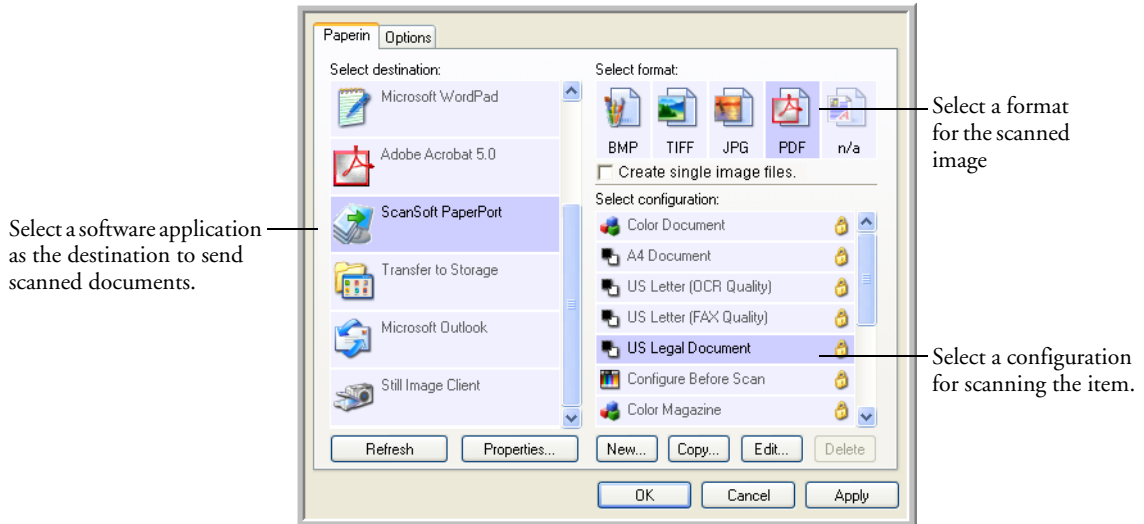 Paperin Options
Select destination:
Microsoft WordPad
Adobe Acrobat 5.0
ScanSoft PaperPort
Transfer to Storage
Microsoft Outlook
Still Image Client
Refresh Properties...
Select format:
BMP TIFF JPG PDF n/a
Create single image files.
Select configuration:
Color Document
A4 Document
US Letter (OCR Quality)
US Letter (FAX Quality)
US Legal Document
Configure Before Scan
Color Magazine
New... Copy... Edit... Delete
OK Cancel Apply
Select a software application
as the destination to send
scanned documents.
Select a format
for the scanned
image
Select a configuration
for scanning the item.